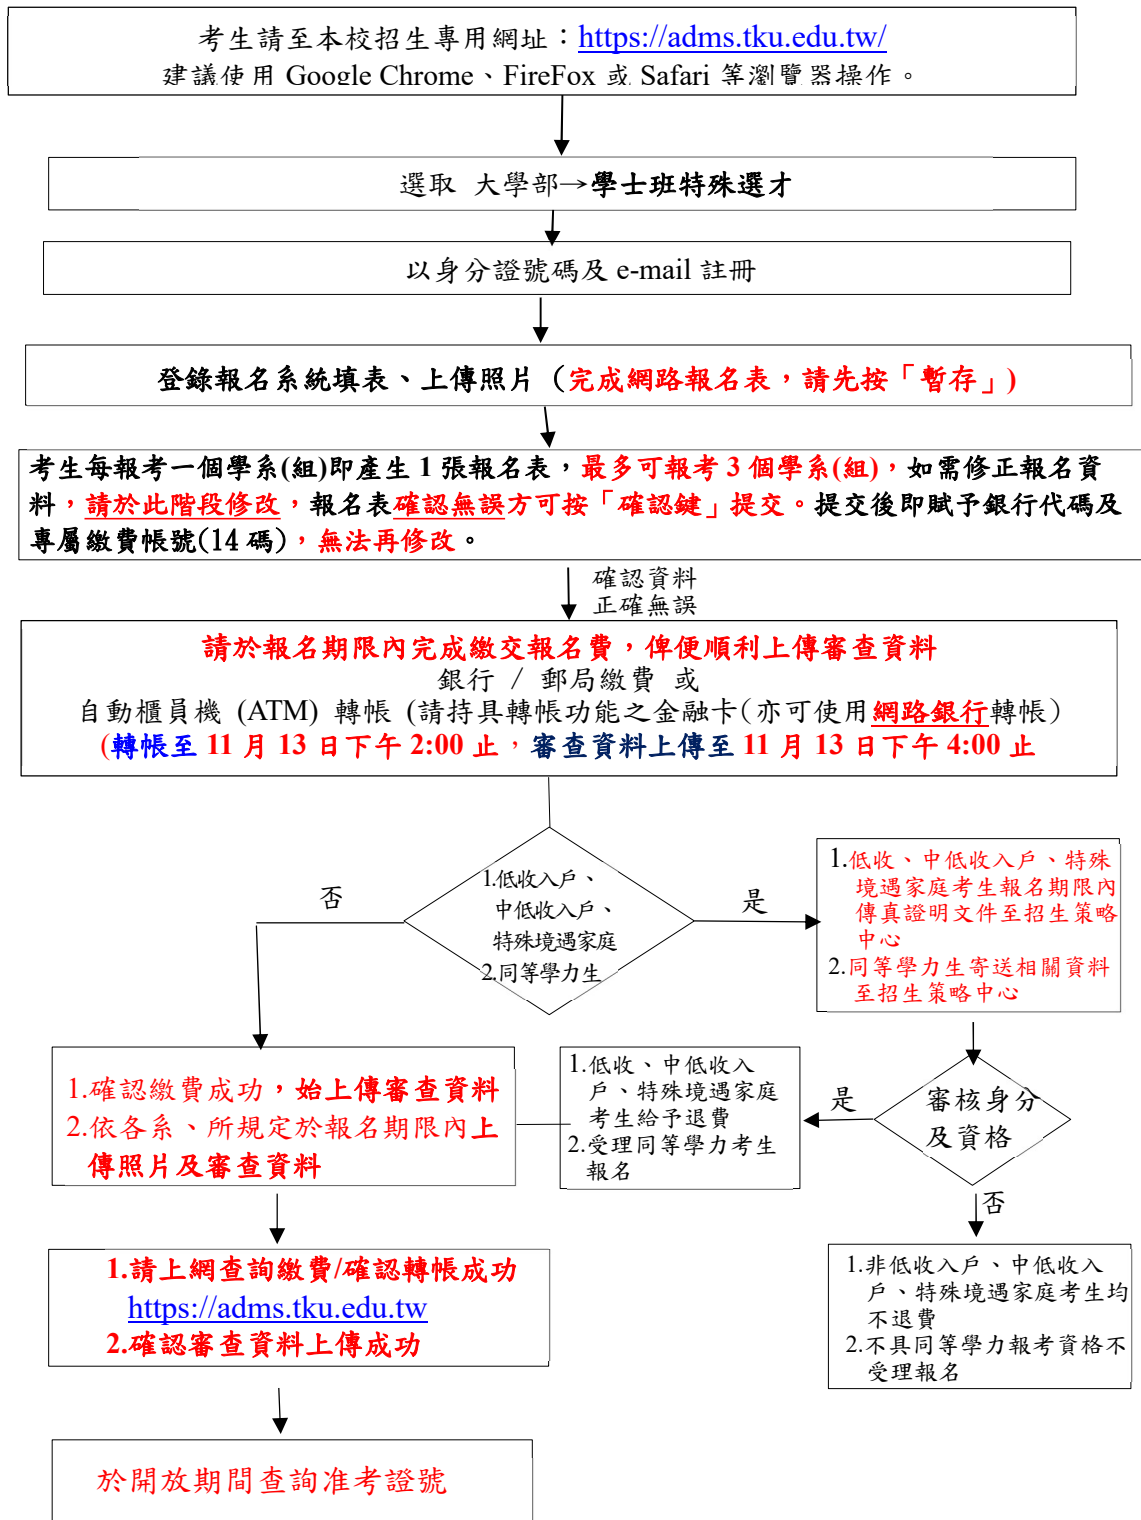 考生請至本校招生專用網址：https://adms.tku.edu.tw/
建議使用 Google Chrome、FireFox 或 Safari 等瀏覽器操作。
選取 大學部→學士班特殊選才
以身分證號碼及 e-mail 註冊
登錄報名系統填表、上傳照片（完成網路報名表，請先按「暫存」)
考生每報考一個學系(組)即產生 1 張報名表，最多可報考 3 個學系(組)，如需修正報名資
料，請於此階段修改，報名表確認無誤方可按「確認鍵」提交。提交後即賦予銀行代碼及
專屬繳費帳號(14 碼)，無法再修改。
確認資料
正確無誤
請於報名期限內完成繳交報名費，俾便順利上傳審查資料
銀行 / 郵局繳費 或
自動櫃員機 (ATM) 轉帳 (請持具轉帳功能之金融卡(亦可使用網路銀行轉帳)
(轉帳至 11 月 13 日下午 2:00 止，審查資料上傳至 11 月 13 日下午 4:00 止
1.低收入戶、
中低收入戶、
特殊境遇家庭
2.同等學力生
否
是
1.低收、中低收入戶、特殊
境遇家庭考生報名期限內
傳真證明文件至招生策略
中心
2.同等學力生寄送相關資料
至招生策略中心
審核身分
及資格
是
1.低收、中低收入
戶、特殊境遇家庭
考生給予退費
2.受理同等學力考生
報名
否
1.非低收入戶、中低收入
戶、特殊境遇家庭考生均
不退費
2.不具同等學力報考資格不
受理報名
1.確認繳費成功，始上傳審查資料
2.依各系、所規定於報名期限內上
傳照片及審查資料
1.請上網查詢繳費/確認轉帳成功
https://adms.tku.edu.tw
2.確認審查資料上傳成功
於開放期間查詢准考證號